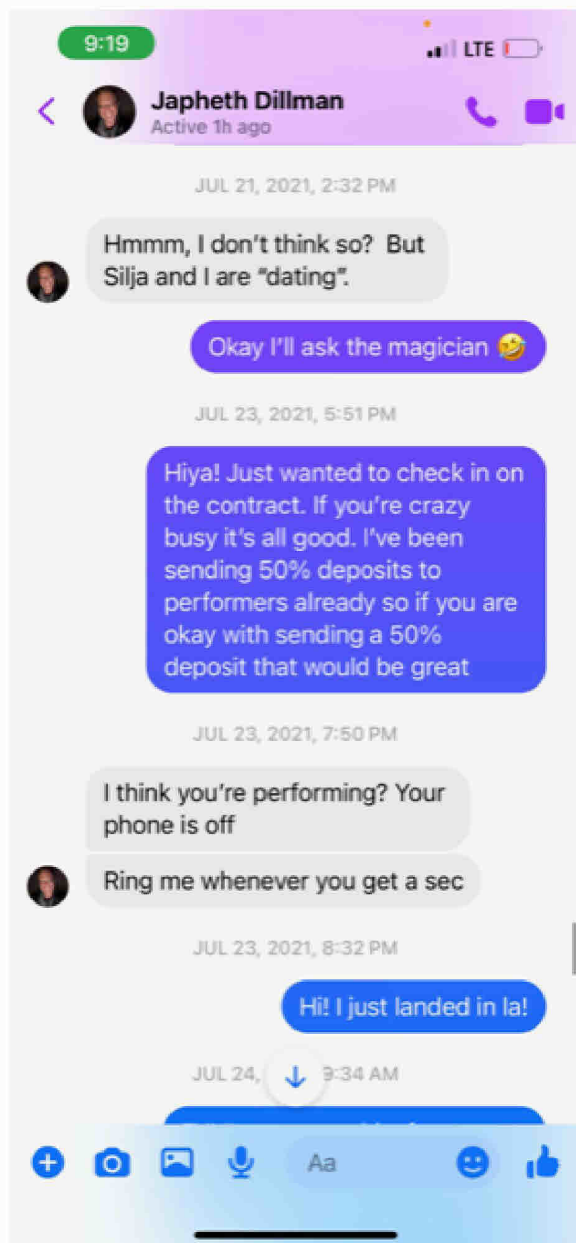 9:19
LTE
Japheth Dillman
Active 1h ago
JUL 21, 2021, 2:32 PM
Hmmm, I don't think so?  But
Silja and I are “dating”.
Okay I'll ask the magician 🤣
JUL 23, 2021, 5:51 PM
Hiya! Just wanted to check in on
the contract. If you're crazy
busy it's all good. I've been
sending 50% deposits to
performers already so if you are
okay with sending a 50%
deposit that would be great
JUL 23, 2021, 7:50 PM
I think you're performing? Your
phone is off
Ring me whenever you get a sec
JUL 23, 2021, 8:32 PM
Hi! I just landed in la!
JUL 24, 9:34 AM
Aa